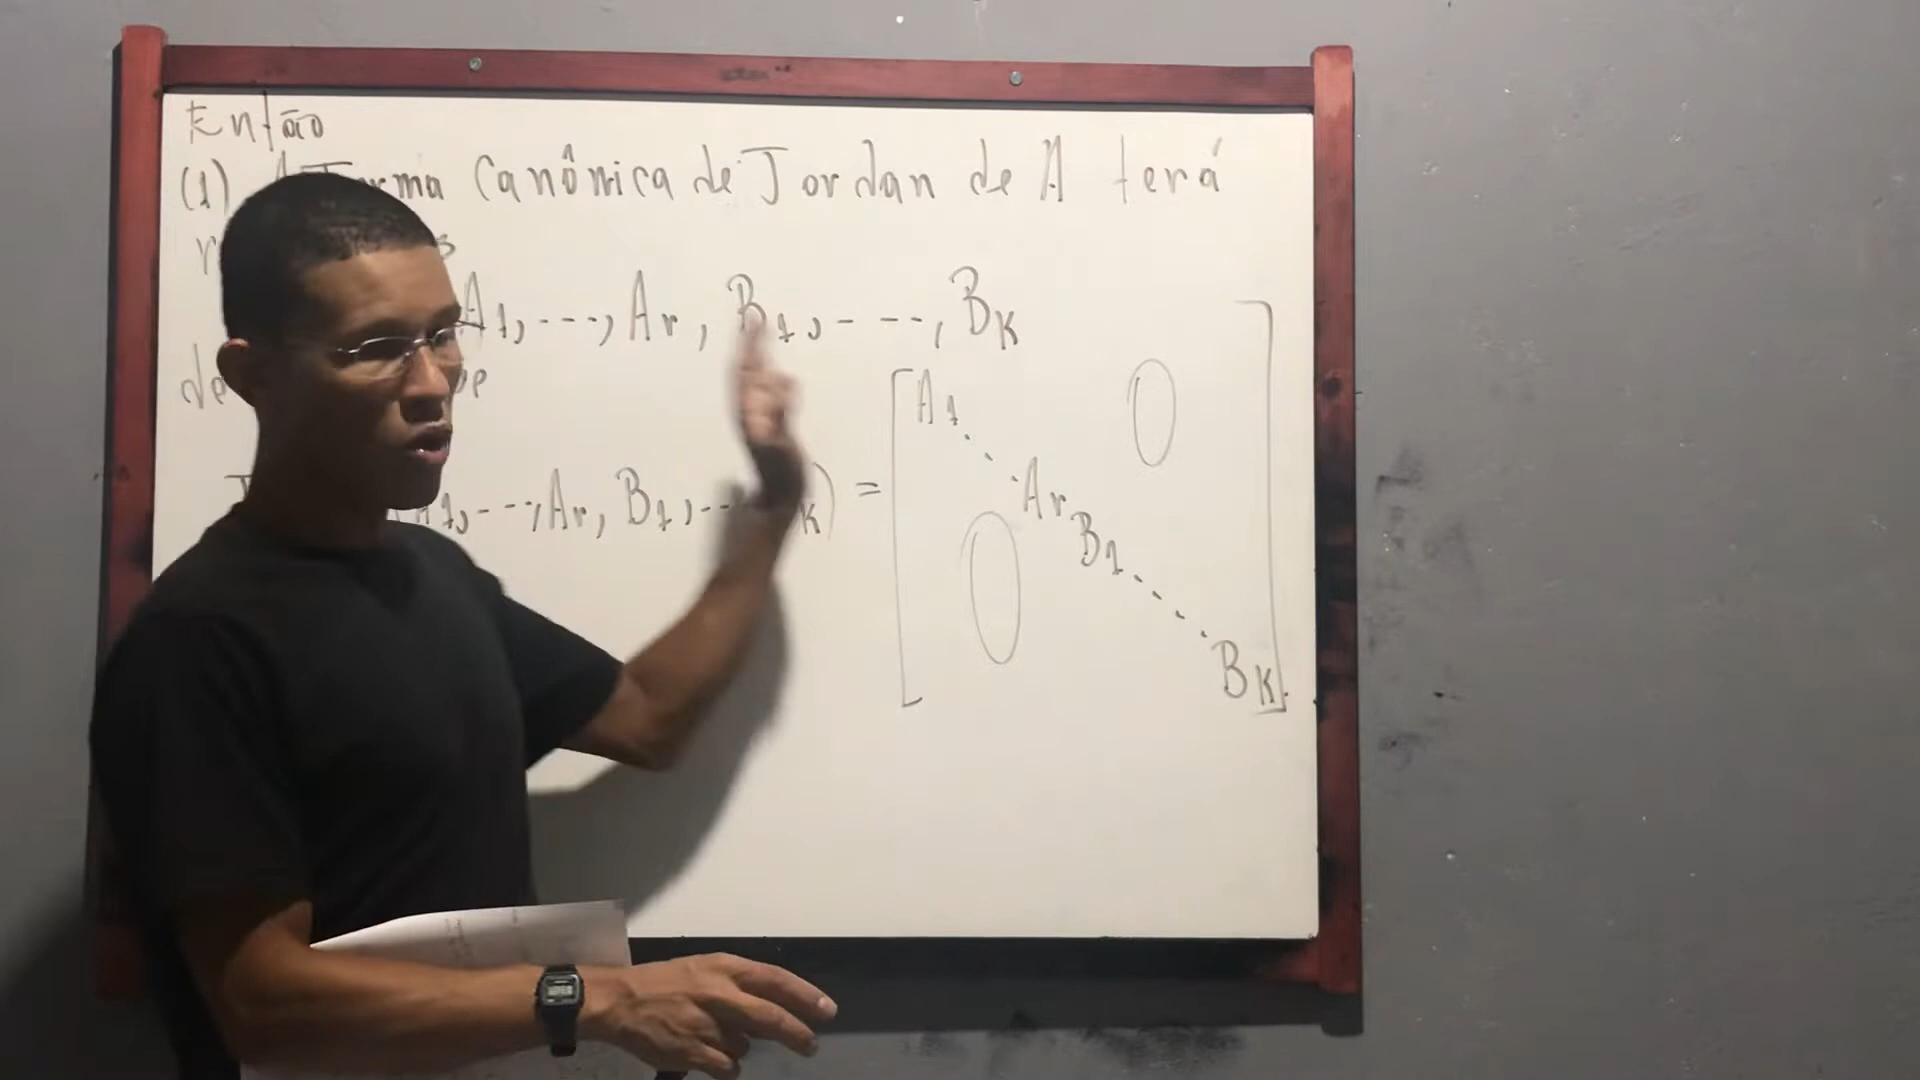 Então
(1) A Forma Canônica de Jordan de A terá
A1, ---, Ar, B1, - ---, Bk
de
A1, ---, Ar, B1, --- k) = [A1 0
Ar
0 B1
Bk]